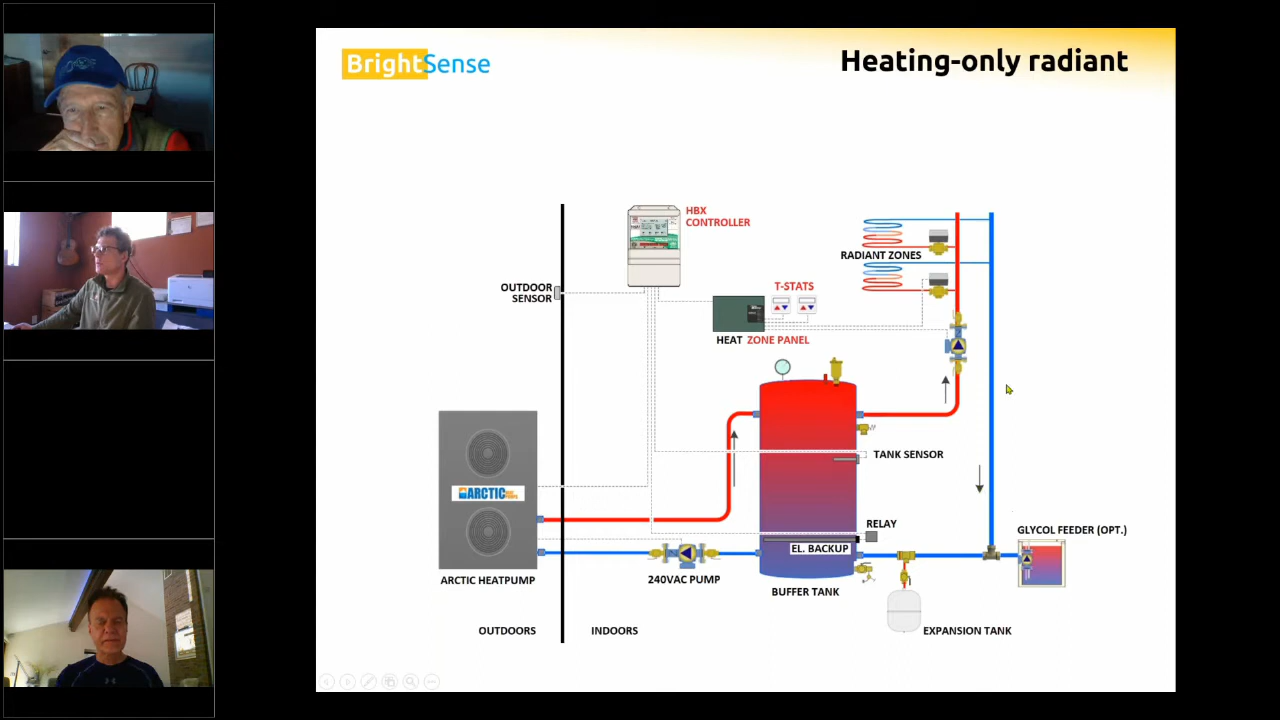 BrightSense
Heating-only radiant
HBX
CONTROLLER
RADIANT ZONES
OUTDOOR
SENSOR
T-STATS
HEAT ZONE PANEL
TANK SENSOR
ARCTIC
RELAY
GLYCOL FEEDER (OPT.)
EL. BACKUP
ARCTIC HEATPUMP
240VAC PUMP
BUFFER TANK
OUTDOORS
INDOORS
EXPANSION TANK